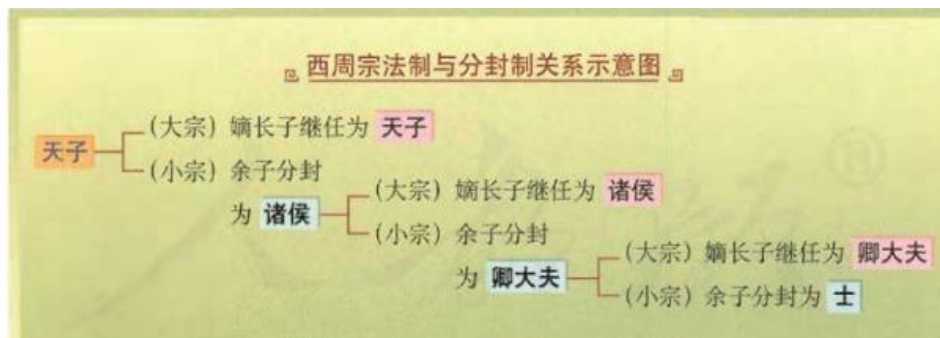 西周宗法制与分封制关系示意图
天子 (大宗) 嫡长子继任为 天子
(小宗) 余子分封
为 诸侯 (大宗) 嫡长子继任为 诸侯
(小宗) 余子分封
为 卿大夫 (大宗) 嫡长子继任为 卿大夫
(小宗) 余子分封为 士